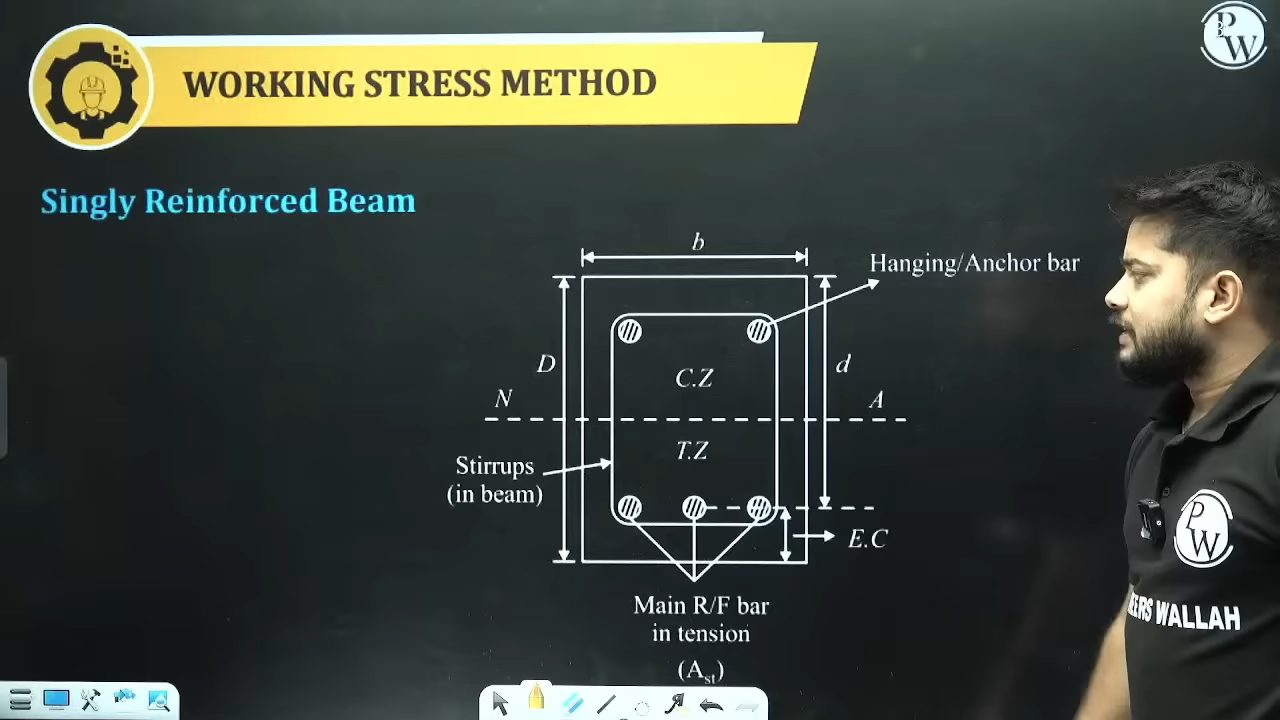 WORKING STRESS METHOD
PW
Singly Reinforced Beam
b
Hanging/Anchor bar
D
d
C.Z
N
A
T.Z
Stirrups
(in beam)
E.C
Main R/F bar
in tension
(Ast)
PW
WALLAH